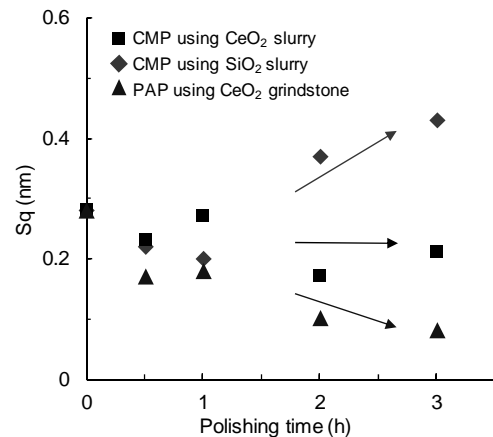 0.6
CMP using CeO₂ slurry
CMP using SiO₂ slurry
PAP using CeO₂ grindstone
0.4
Sq (nm)
0.2
0
0 1 2 3
Polishing time (h)